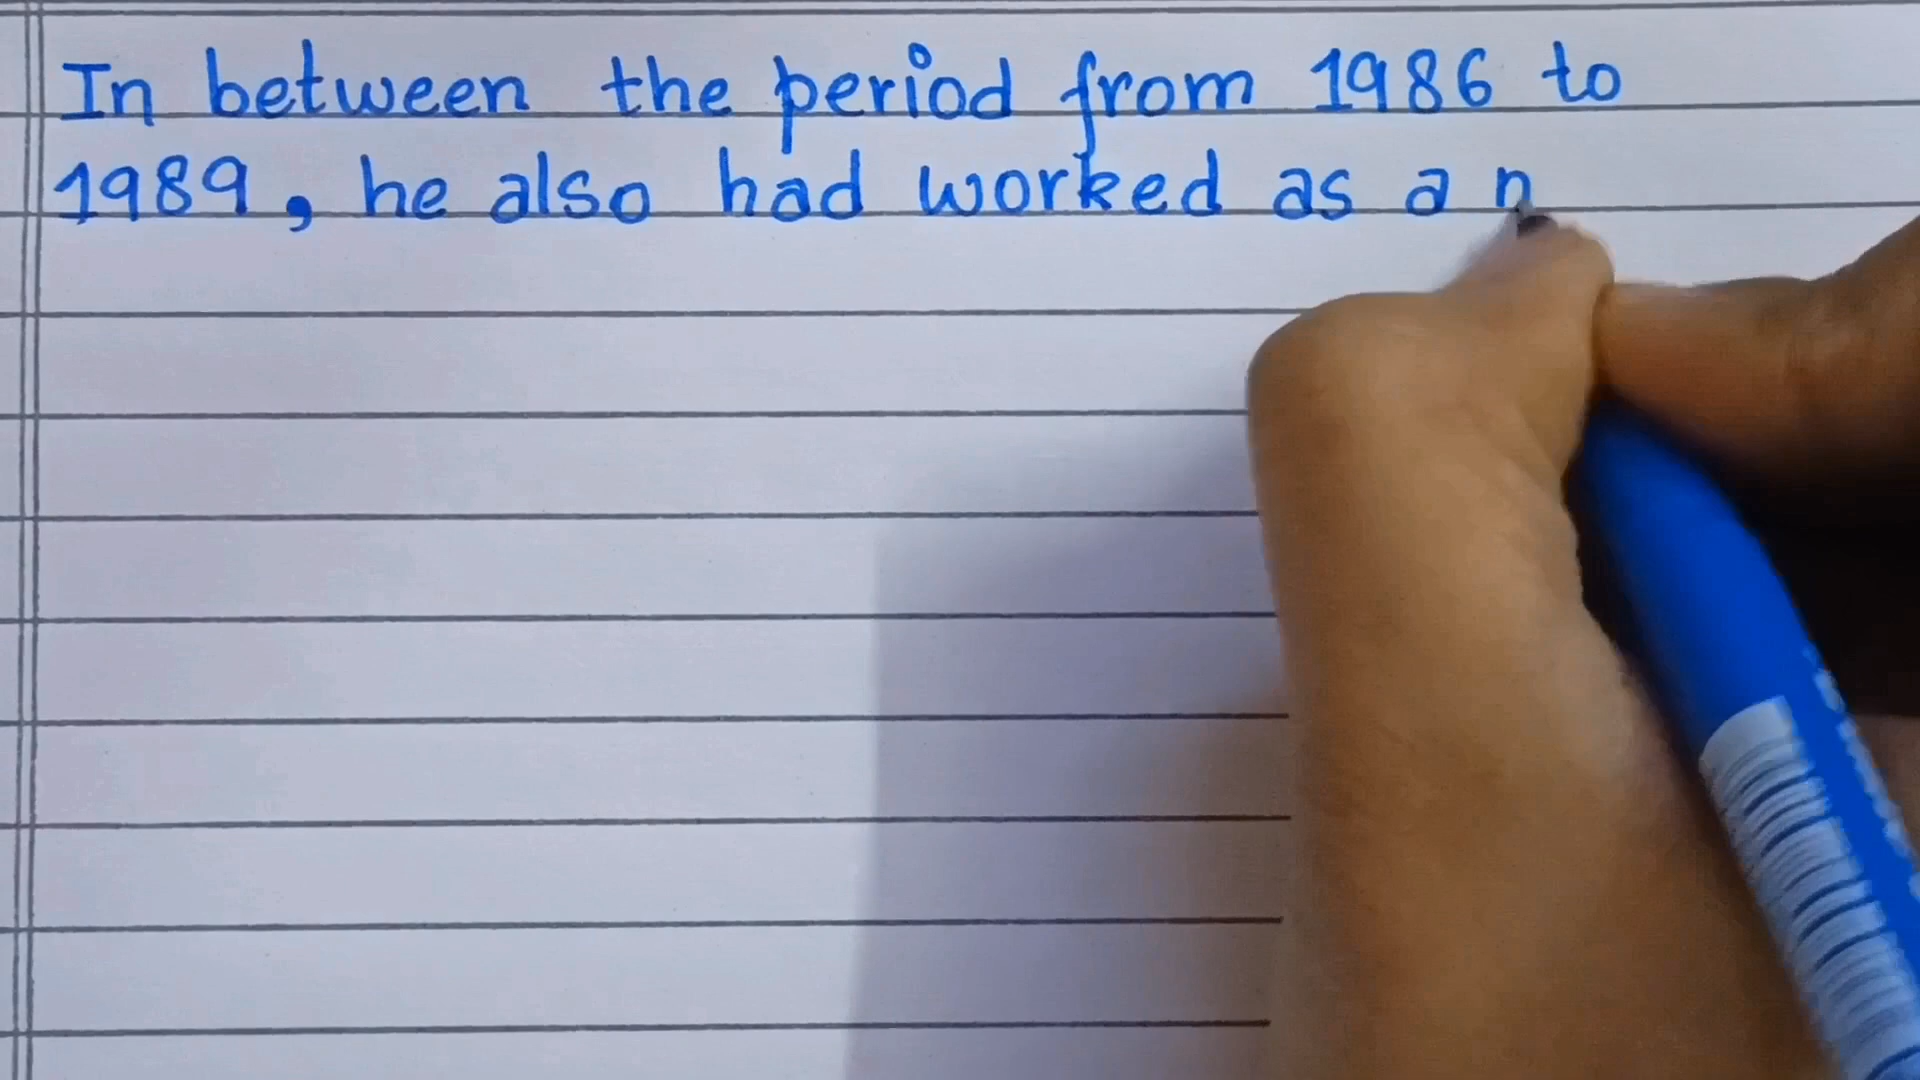 In between the period from 1986 to
1989, he also had worked as a n